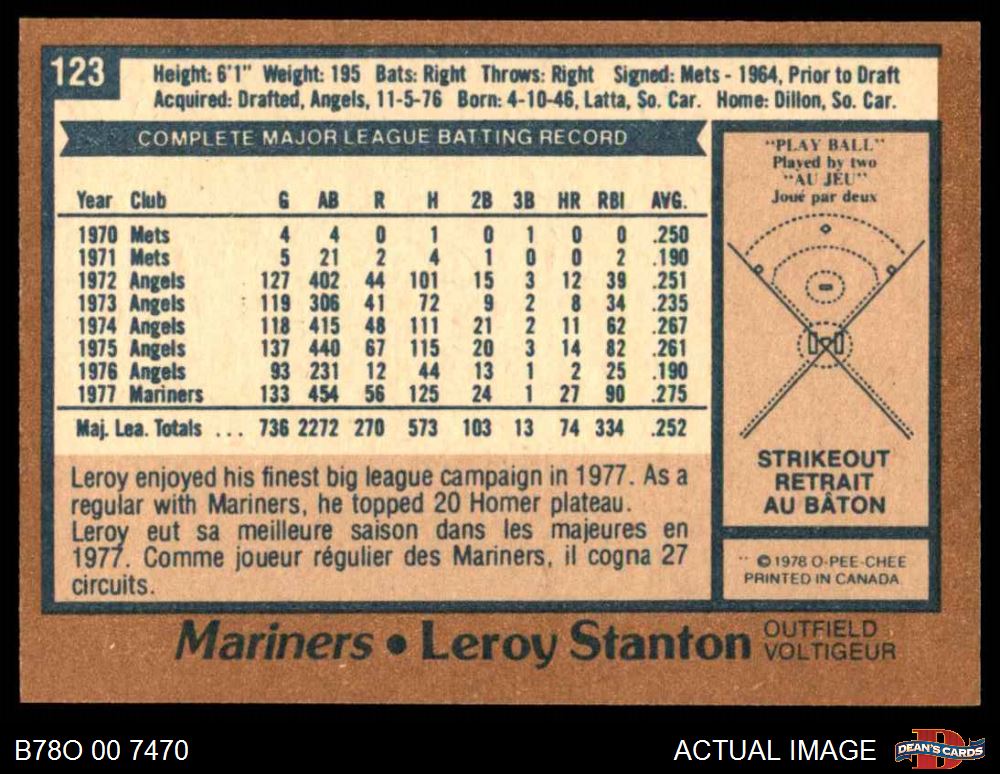 123
Height: 6'1" Weight: 195 Bats: Right Throws: Right Signed: Mets - 1964, Prior to Draft
Acquired: Drafted, Angels, 11-5-76 Born: 4-10-46, Latta, So. Car. Home: Dillon, So. Car.
COMPLETE MAJOR LEAGUE BATTING RECORD
Year Club G AB R H 2B 3B HR RBI AVG.
1970 Mets 4 4 0 1 0 1 0 0 .250
1971 Mets 5 21 2 4 1 0 0 2 .190
1972 Angels 127 402 44 101 15 3 12 39 .251
1973 Angels 119 306 41 72 9 2 8 34 .235
1974 Angels 118 415 48 111 21 2 11 62 .267
1975 Angels 137 440 67 115 20 3 14 82 .261
1976 Angels 93 231 12 44 13 1 2 25 .190
1977 Mariners 133 454 56 125 24 1 27 90 .275
Maj. Lea. Totals ... 736 2272 270 573 103 13 74 334 .252
Leroy enjoyed his finest big league campaign in 1977. As a
regular with Mariners, he topped 20 Homer plateau.
Leroy eut sa meilleure saison dans les majeures en
1977. Comme joueur régulier des Mariners, il cogna 27
circuits.
"PLAY BALL"
Played by two
"AU JEU"
Joué par deux
STRIKEOUT
RETRAIT
AU BÂTON
** © 1978 O-PEE-CHEE
PRINTED IN CANADA
Mariners • Leroy Stanton
OUTFIELD
VOLTIGEUR
B78O 00 7470
ACTUAL IMAGE
D
DEAN'S CARDS